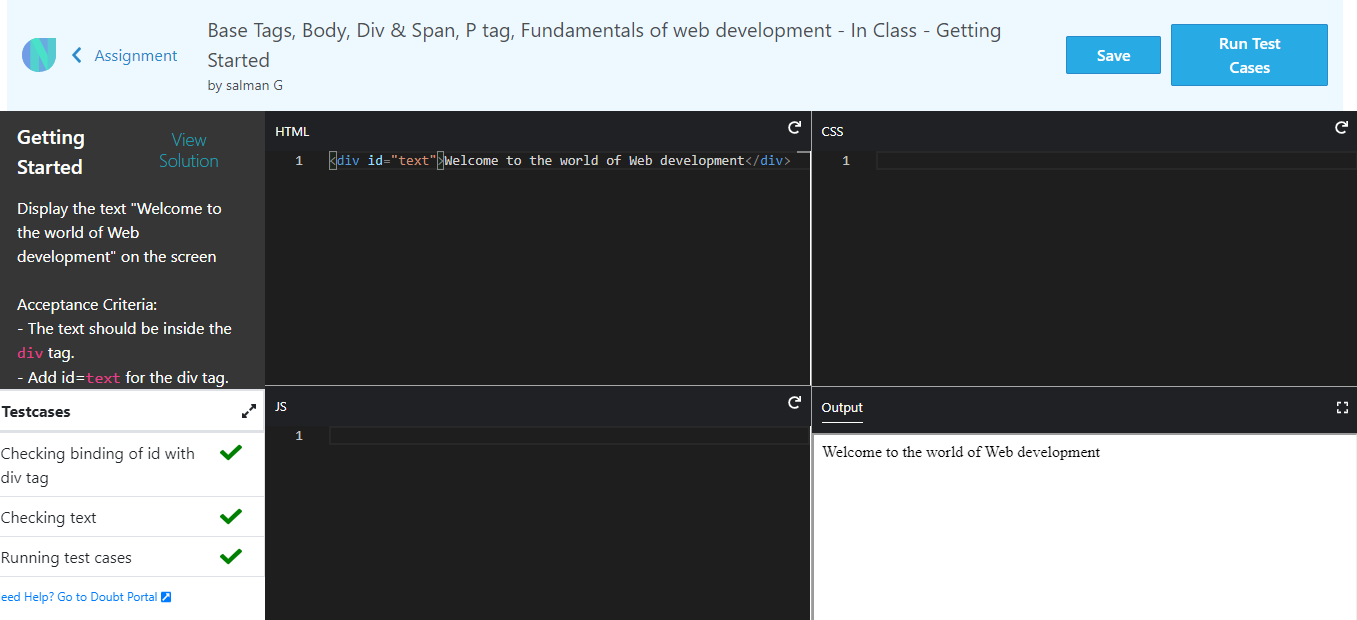 Assignment
Base Tags, Body, Div & Span, P tag, Fundamentals of web development - In Class - Getting
Started
by salman G
Save
Run Test
Cases
Getting
Started
View
Solution
Display the text "Welcome to
the world of Web
development" on the screen
Acceptance Criteria:
- The text should be inside the
div tag.
- Add id=text for the div tag.
Testcases
Checking binding of id with
div tag
Checking text
Running test cases
eed Help? Go to Doubt Portal
HTML
1
<div id="text">Welcome to the world of Web development</div>
CSS
1
JS
1
Output
Welcome to the world of Web development